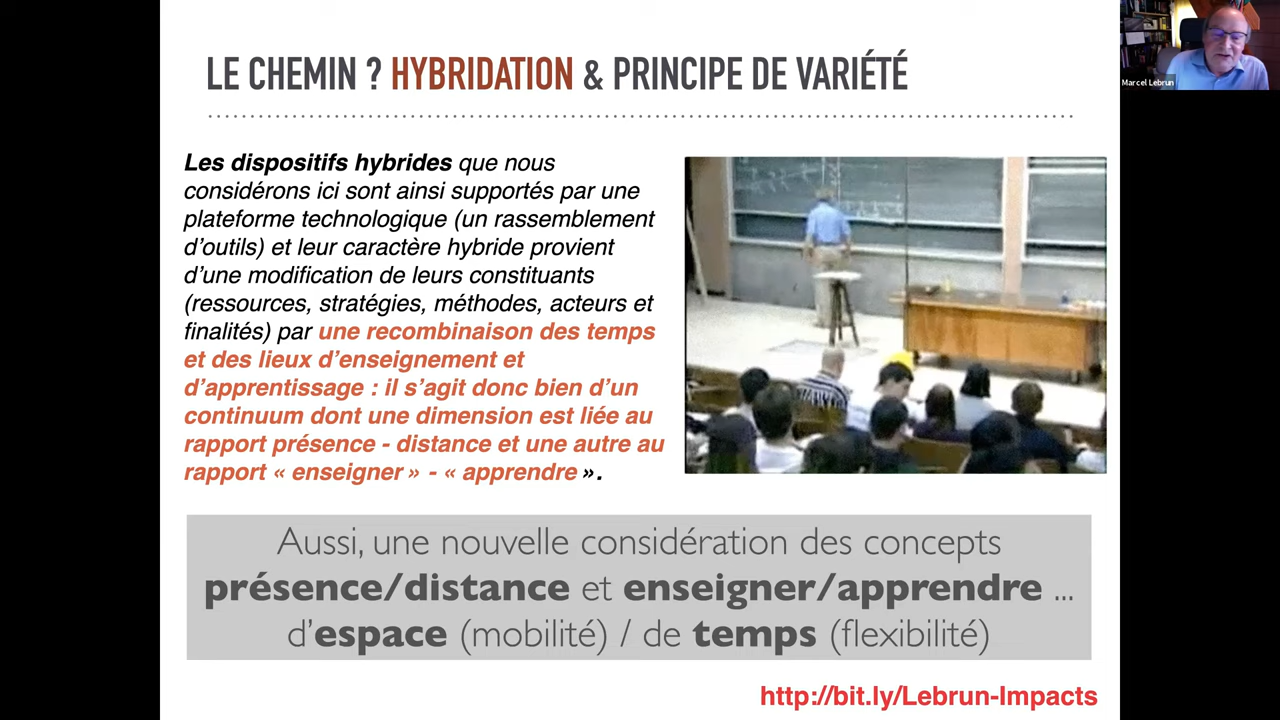 LE CHEMIN ? HYBRIDATION & PRINCIPE DE VARIÉTÉ
Marcel Lebrun
Les dispositifs hybrides que nous
considérons ici sont ainsi supportés par une
plateforme technologique (un rassemblement
d’outils) et leur caractère hybride provient
d’une modification de leurs constituants
(ressources, stratégies, méthodes, acteurs et
finalités) par une recombinaison des temps
et des lieux d’enseignement et
d’apprentissage : il s’agit donc bien d’un
continuum dont une dimension est liée au
rapport présence - distance et une autre au
rapport « enseigner » - « apprendre ».
Aussi, une nouvelle considération des concepts
présence/distance et enseigner/apprendre ...
d’espace (mobilité) / de temps (flexibilité)
http://bit.ly/Lebrun-Impacts